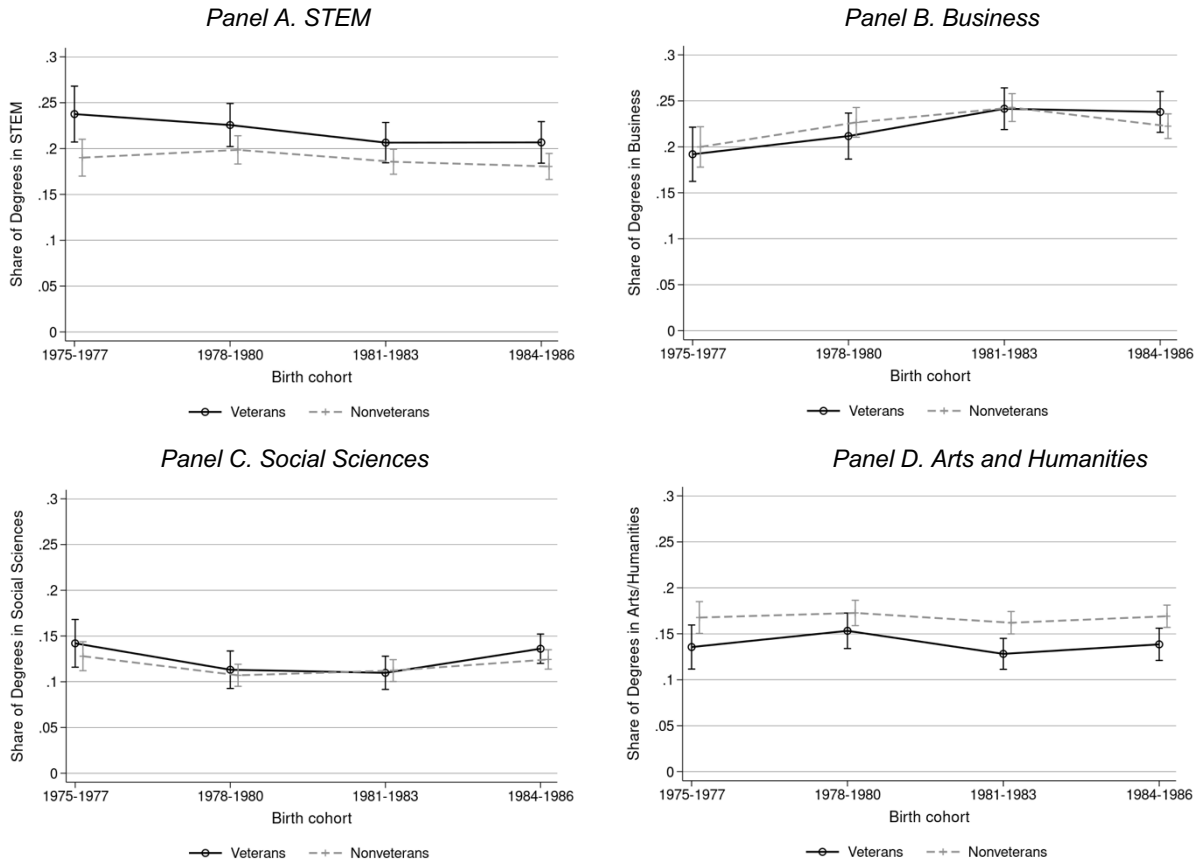 Panel A. STEM
Share of Degrees in STEM
.3
.25
.2
.15
.1
.05
0
1975-1977 1978-1980 1981-1983 1984-1986
Birth cohort
Veterans Nonveterans
Panel B. Business
Share of Degrees in Business
.3
.25
.2
.15
.1
.05
0
1975-1977 1978-1980 1981-1983 1984-1986
Birth cohort
Veterans Nonveterans
Panel C. Social Sciences
Share of Degrees in Social Sciences
.3
.25
.2
.15
.1
.05
0
1975-1977 1978-1980 1981-1983 1984-1986
Birth cohort
Veterans Nonveterans
Panel D. Arts and Humanities
Share of Degrees in Arts/Humanities
.3
.25
.2
.15
.1
.05
0
1975-1977 1978-1980 1981-1983 1984-1986
Birth cohort
Veterans Nonveterans